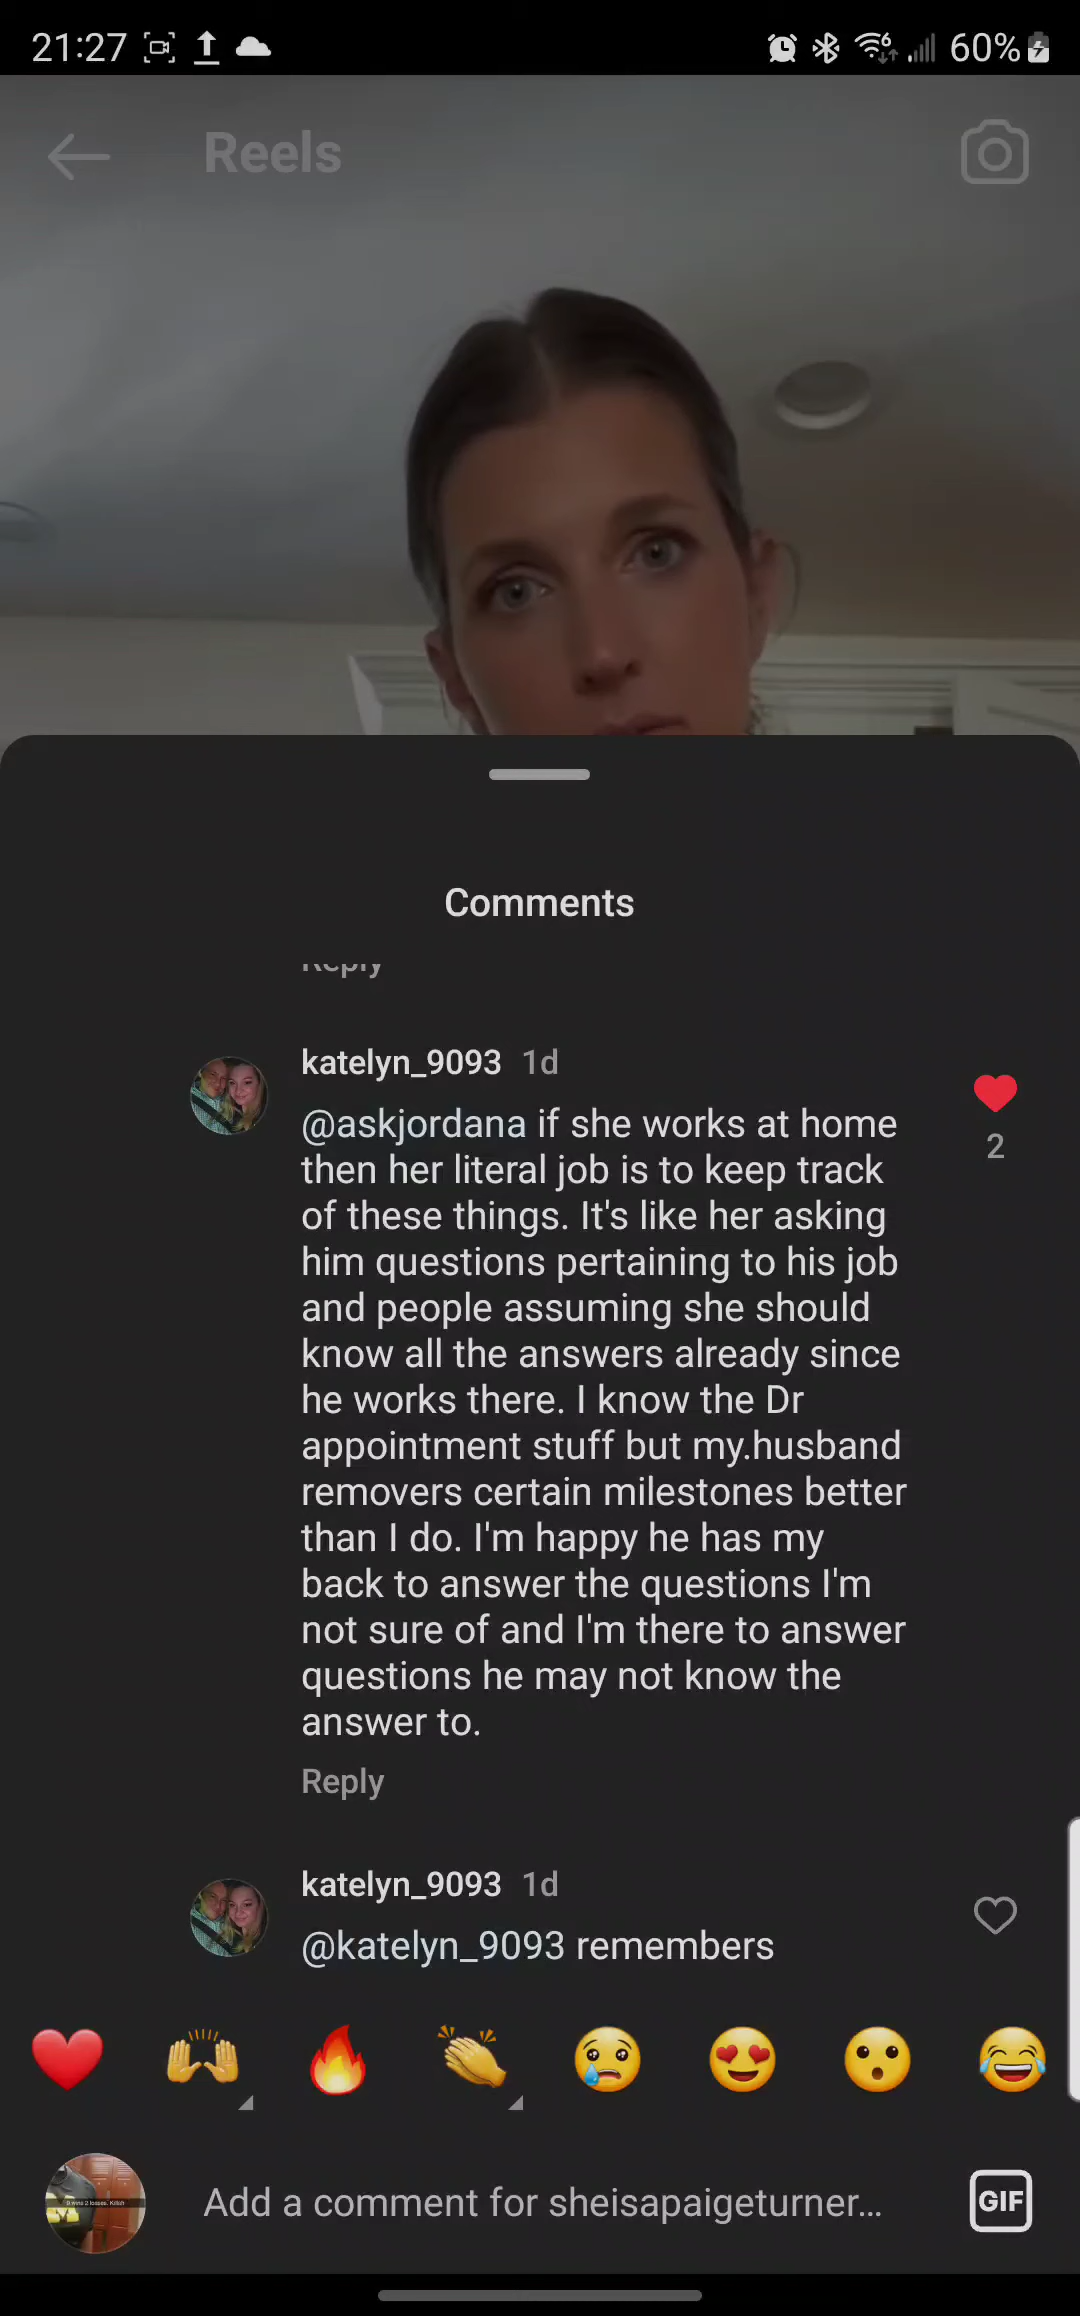 21:27
60%
Reels
Comments
Reply
katelyn_9093 1d
@askjordana if she works at home
then her literal job is to keep track
of these things. It's like her asking
him questions pertaining to his job
and people assuming she should
know all the answers already since
he works there. I know the Dr
appointment stuff but my.husband
removers certain milestones better
than I do. I'm happy he has my
back to answer the questions I'm
not sure of and I'm there to answer
questions he may not know the
answer to.
2
Reply
katelyn_9093 1d
@katelyn_9093 remembers
Add a comment for sheisapaigeturner...
GIF